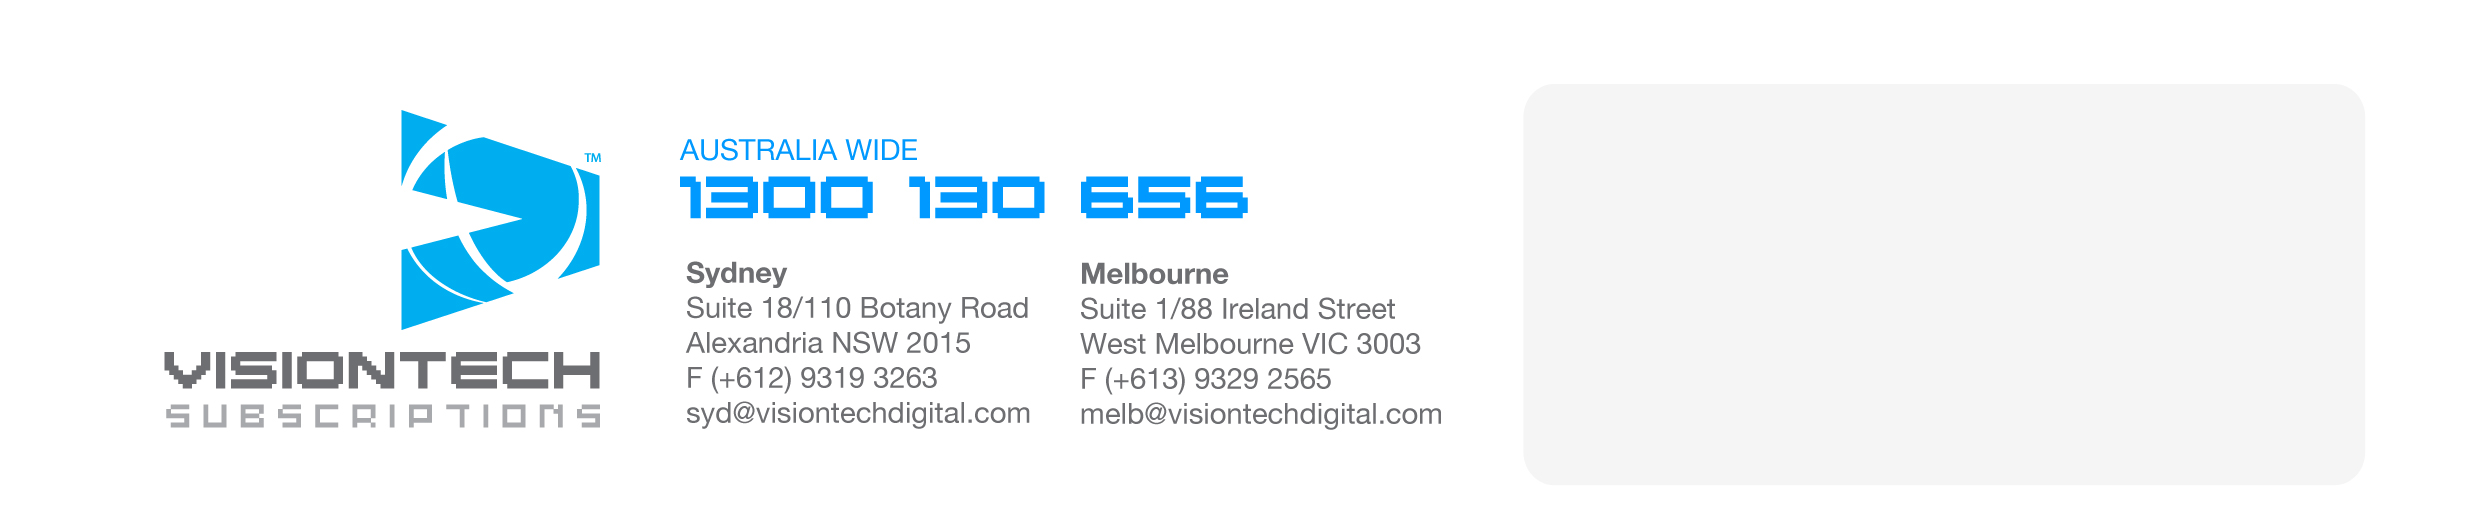 VISIONTECH
SUBSCRIPTIONS
TM
AUSTRALIA WIDE
1300 130 656
Sydney
Suite 18/110 Botany Road
Alexandria NSW 2015
F (+612) 9319 3263
syd@visiontechdigital.com
Melbourne
Suite 1/88 Ireland Street
West Melbourne VIC 3003
F (+613) 9329 2565
melb@visiontechdigital.com